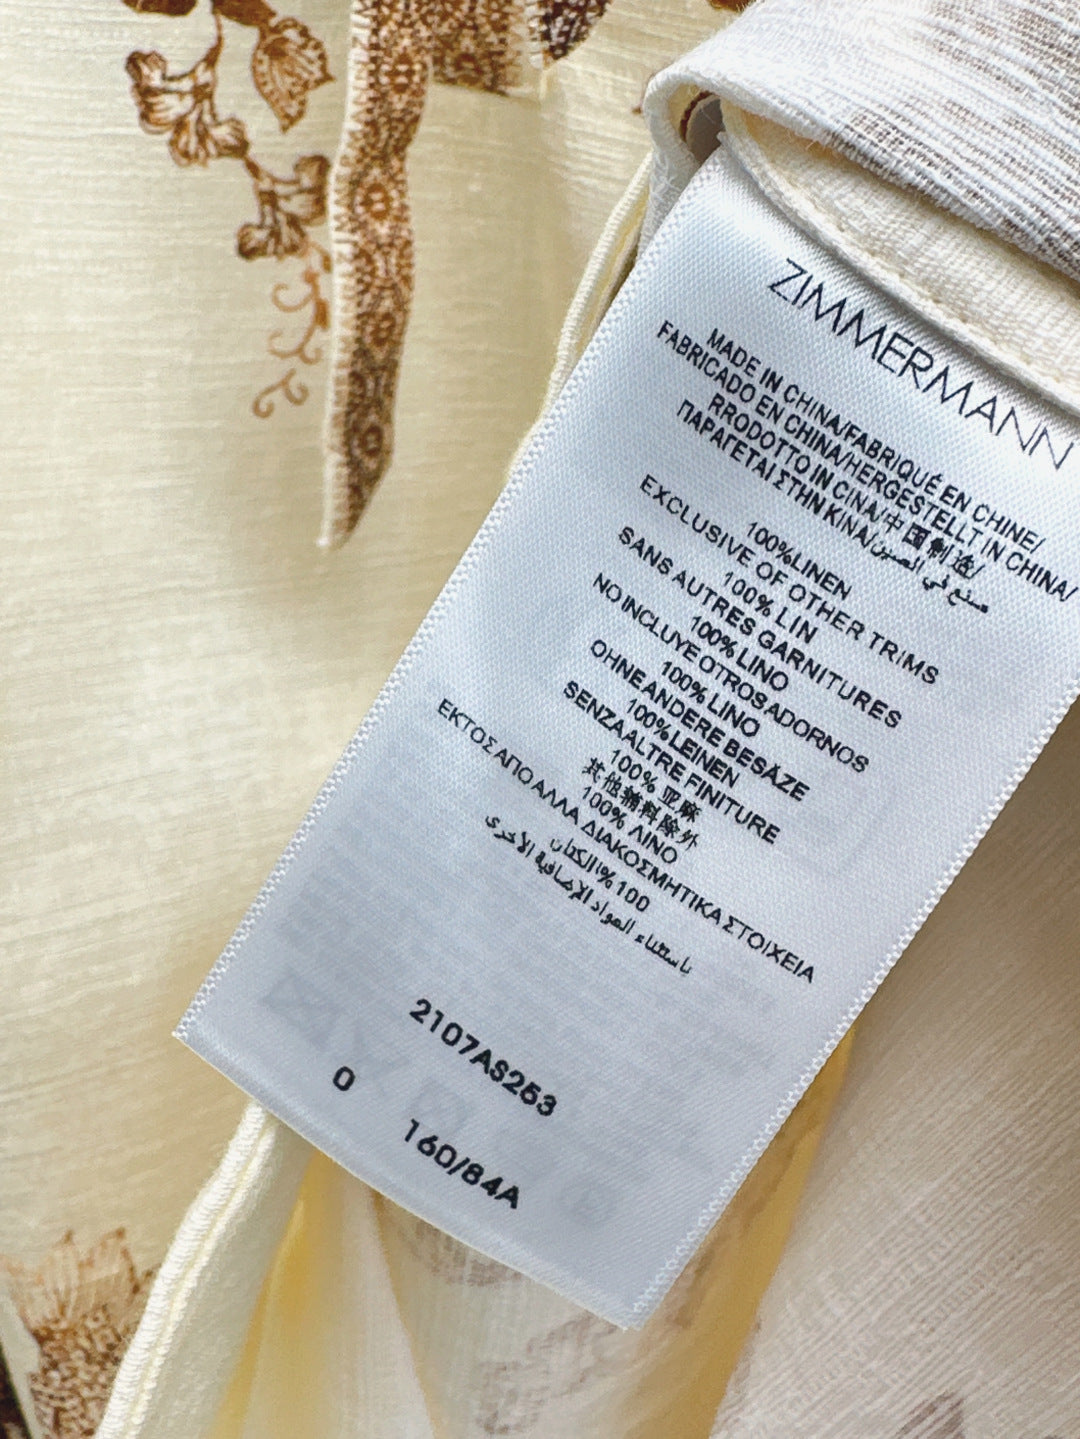 ZIMMERMANN
MADE IN CHINA/FABRIQUÉ EN CHINE/
FABRICADO EN CHINA/HERGESTELLT IN CHINA/
RRODOTTO IN CINA/中国制造/
ΠΑΡΑΓΕΤΑΙ ΣΤΗΝ ΚΙΝΑ/صنع في الصين
100%LINEN
EXCLUSIVE OF OTHER TRIMS
100% LIN
SANS AUTRES GARNITURES
100% LINO
NO INCLUYE OTROS ADORNOS
100% LINO
OHNE ANDERE BESÄZE
100% LEINEN
SENZA ALTRE FINITURE
100% 亚麻
其他辅料除外
100% ΛΙΝΟ
ΕΚΤΟΣ ΑΠΟ ΑΛΛΑ ΔΙΑΚΟΣΜΗΤΙΚΑ ΣΤΟΙΧΕΙΑ
100 %الكتان
باستثناء المواد الإضافية الأخرى
2107AS253
0 160/84A